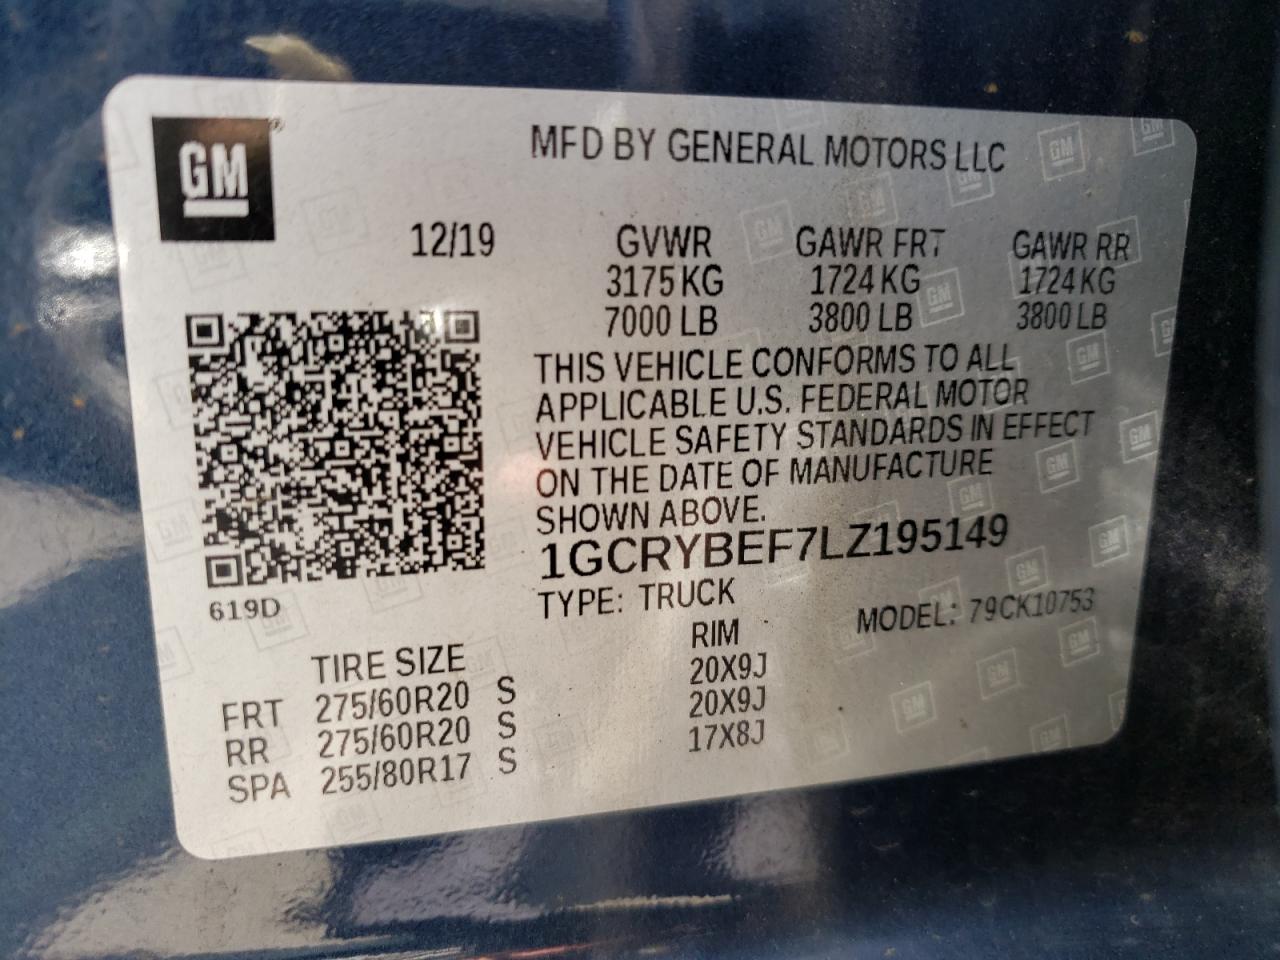 GM
MFD BY GENERAL MOTORS LLC
12/19 GVWR GAWR FRT GAWR RR
3175 KG 1724 KG 1724 KG
7000 LB 3800 LB 3800 LB
THIS VEHICLE CONFORMS TO ALL
APPLICABLE U.S. FEDERAL MOTOR
VEHICLE SAFETY STANDARDS IN EFFECT
ON THE DATE OF MANUFACTURE
SHOWN ABOVE.
1GCRYBEF7LZ195149
619D
TYPE: TRUCK MODEL: 79CK10753
TIRE SIZE RIM
FRT 275/60R20 S 20X9J
RR 275/60R20 S 20X9J
SPA 255/80R17 S 17X8J